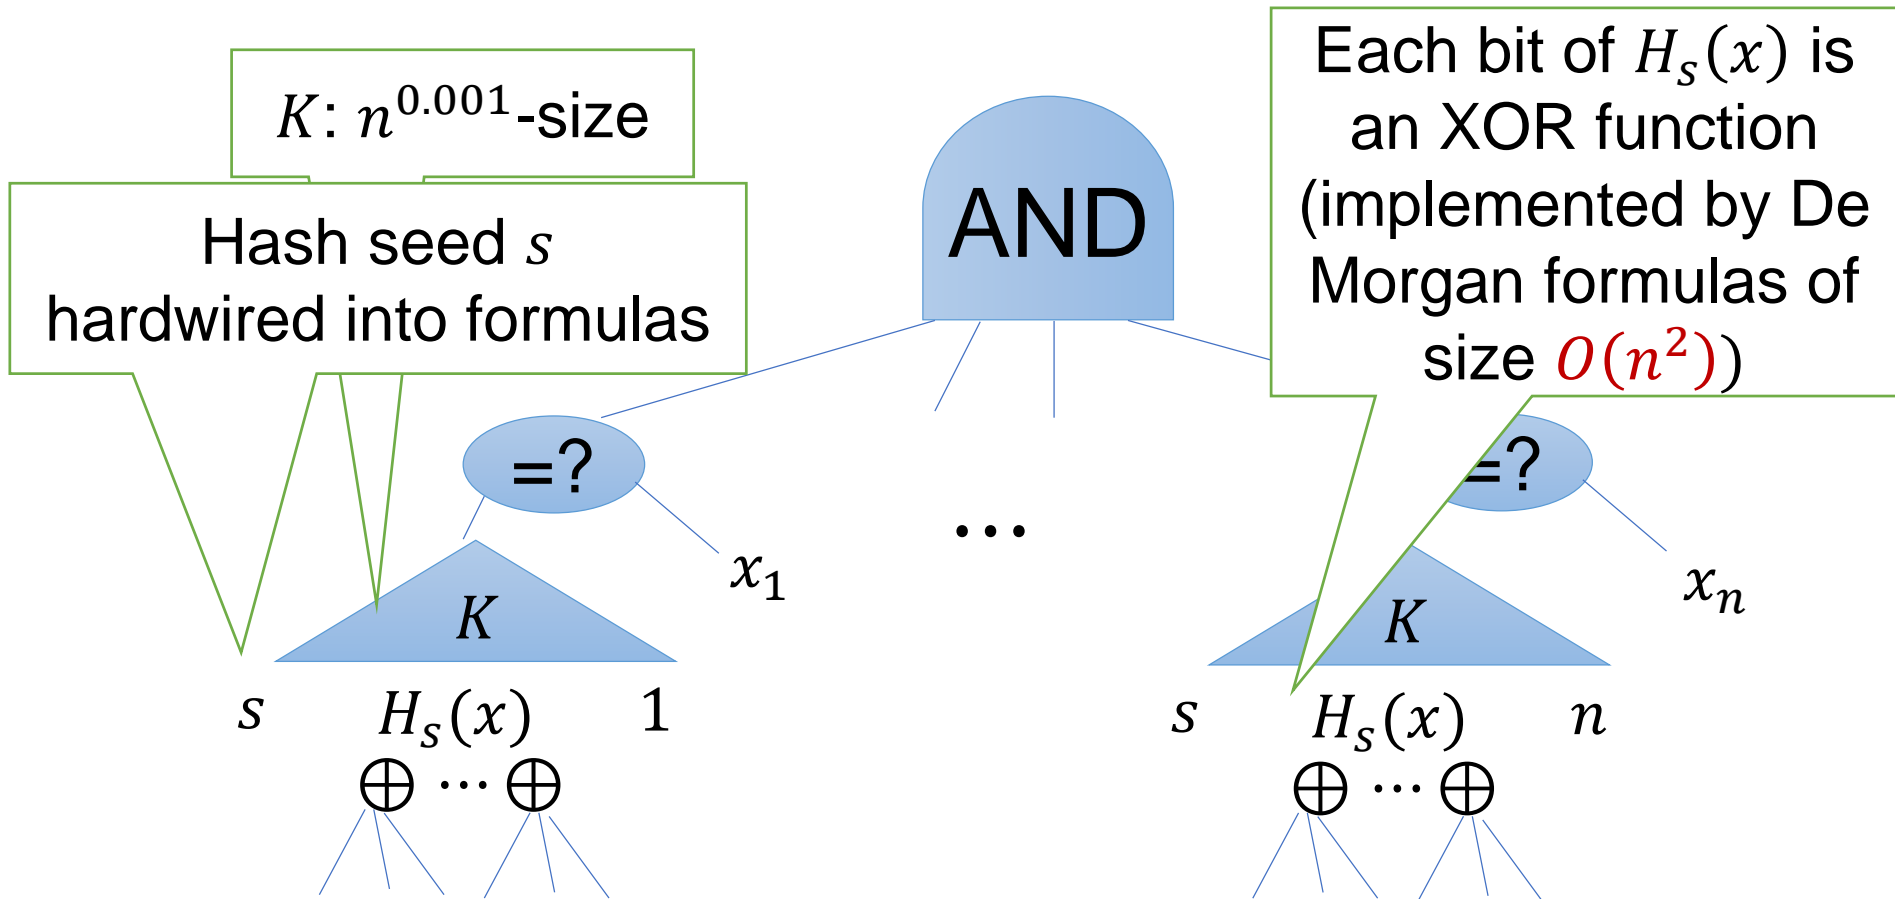 K: n^{0.001}-size
Hash seed s
hardwired into formulas
AND
Each bit of H_s(x) is
an XOR function
(implemented by De
Morgan formulas of
size O(n^2))
=?
=?
x_1
...
x_n
K
K
s H_s(x) 1
s H_s(x) n
⊕ ⋯ ⊕
⊕ ⋯ ⊕